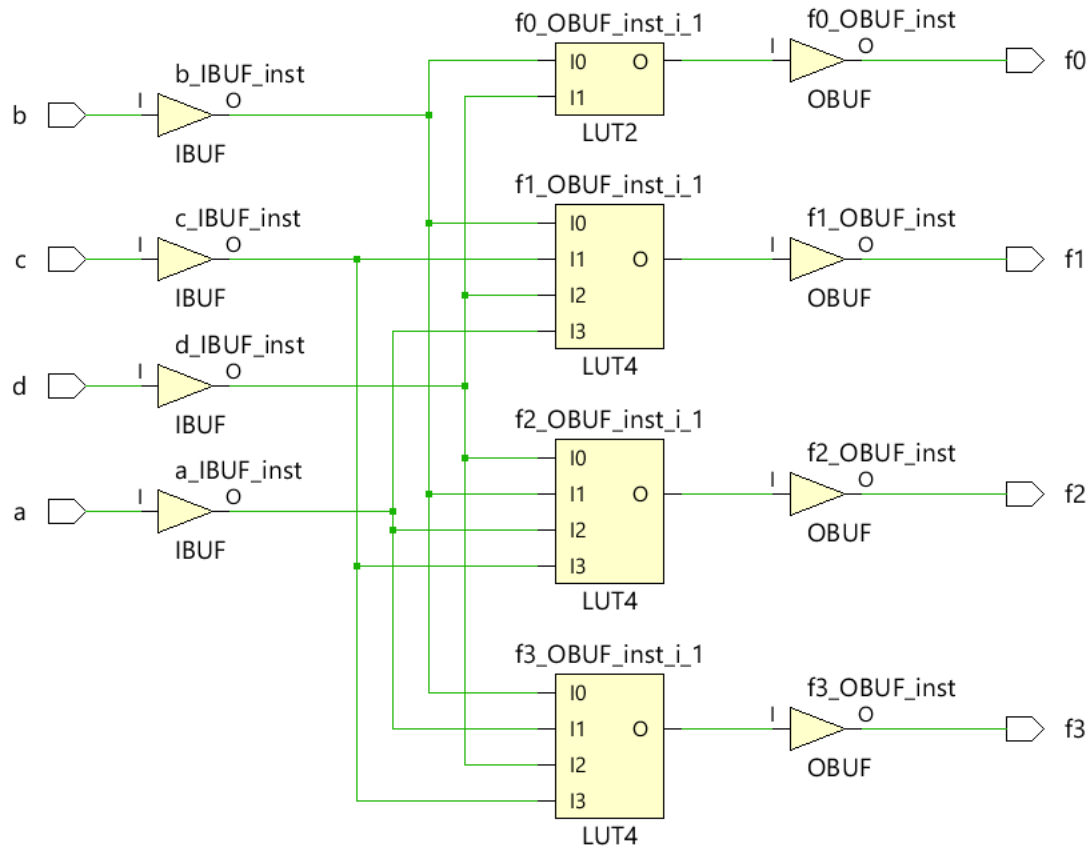 f0_OBUF_inst_i_1
f0_OBUF_inst
b_IBUF_inst
I0 O
I O
f0
I O
I1
b
OBUF
LUT2
IBUF
f1_OBUF_inst_i_1
c_IBUF_inst
f1_OBUF_inst
I0
I O
I O
c
I1 O
f1
IBUF
I2
OBUF
d_IBUF_inst
I3
I O
LUT4
d
IBUF
f2_OBUF_inst_i_1
f2_OBUF_inst
I0
a_IBUF_inst
I O
I O
I1 O
f2
a
I2
OBUF
IBUF
I3
LUT4
f3_OBUF_inst_i_1
f3_OBUF_inst
I0
I O
I1 O
f3
I2
OBUF
I3
LUT4